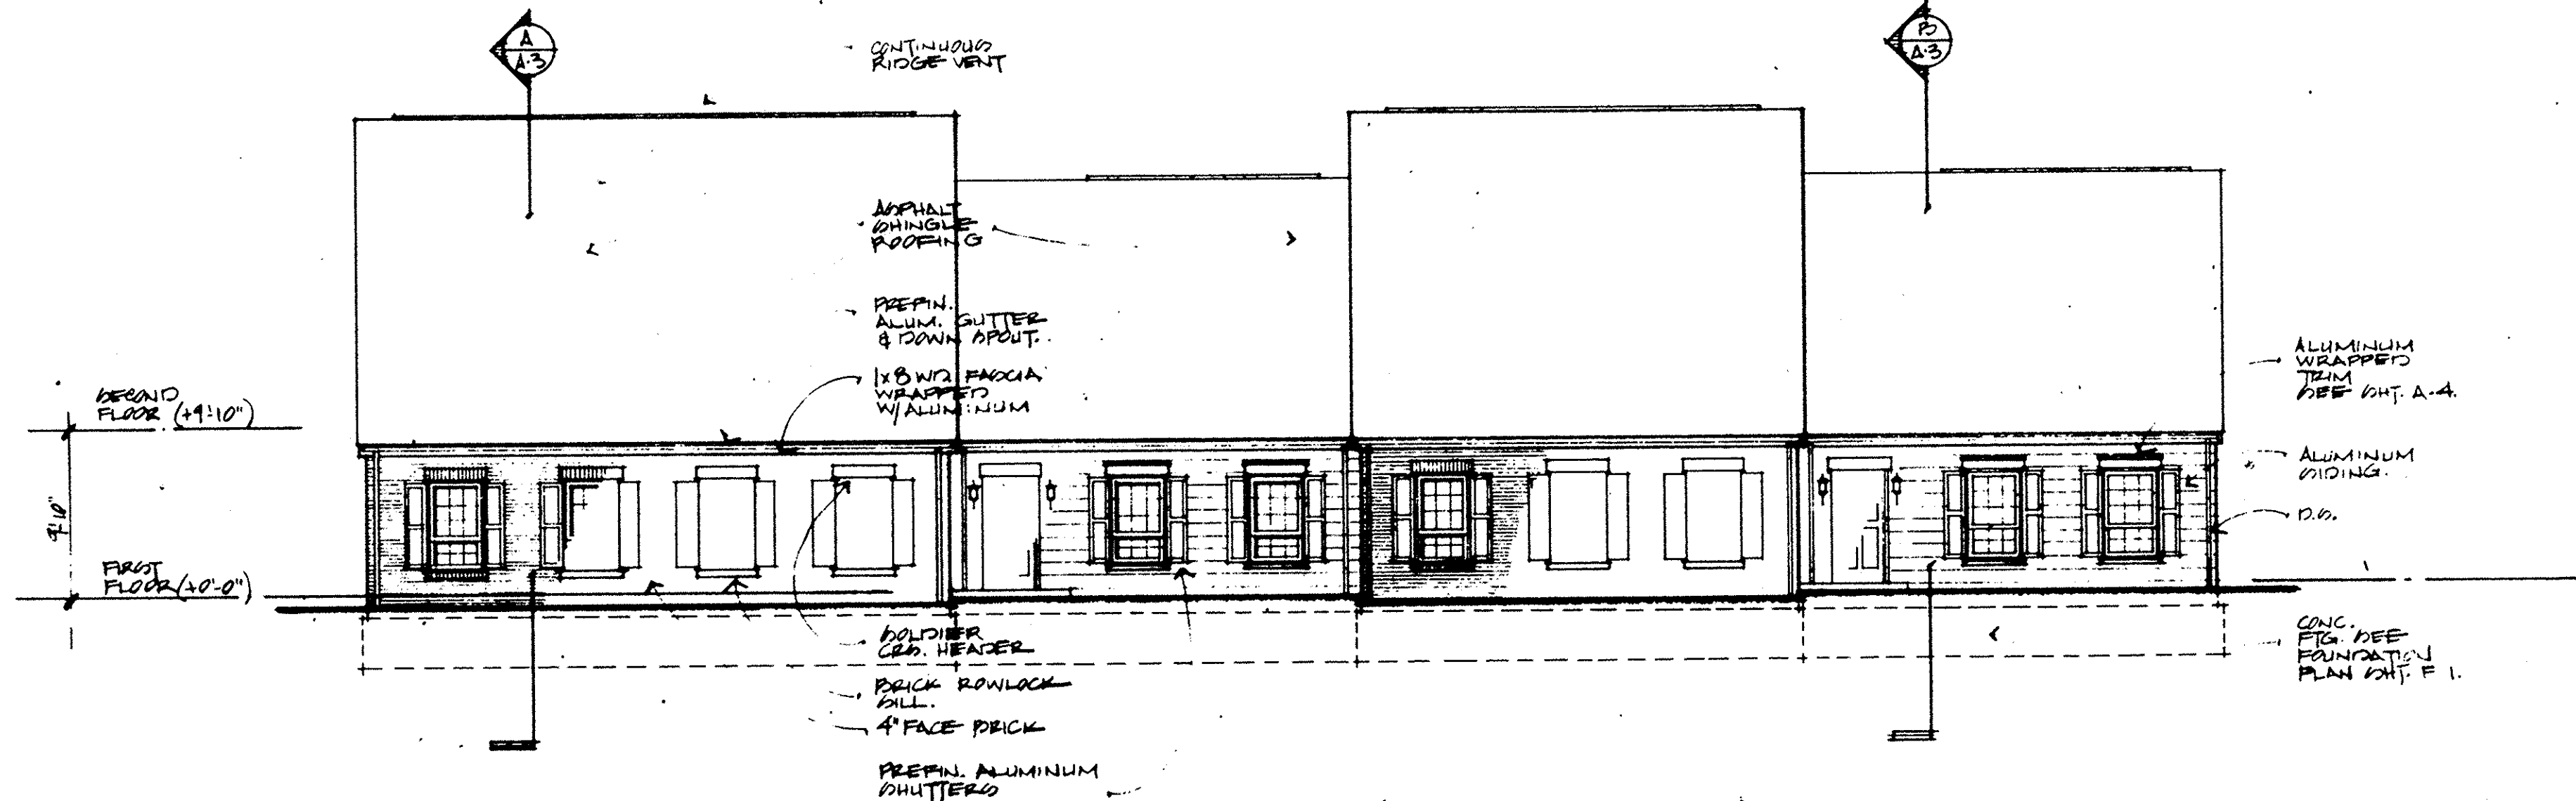 A
A-3
B
A-3
CONTINUOUS
RIDGE VENT
ASPHALT
SHINGLE
ROOFING
PREFIN.
ALUM. GUTTER
& DOWN SPOUT.
1x8 WD. FASCIA
WRAPPED
W/ALUMINUM
SECOND
FLOOR (+9'-10")
9'-10"
FIRST
FLOOR (+0'-0")
ALUMINUM
WRAPPED
TRIM
SEE SHT. A-4.
ALUMINUM
SIDING.
D.S.
SOLDIER
CRS. HEADER
BRICK ROWLOCK
SILL.
4" FACE BRICK
PREFIN. ALUMINUM
SHUTTERS
CONC.
FTG. SEE
FOUNDATION
PLAN SHT. F 1.